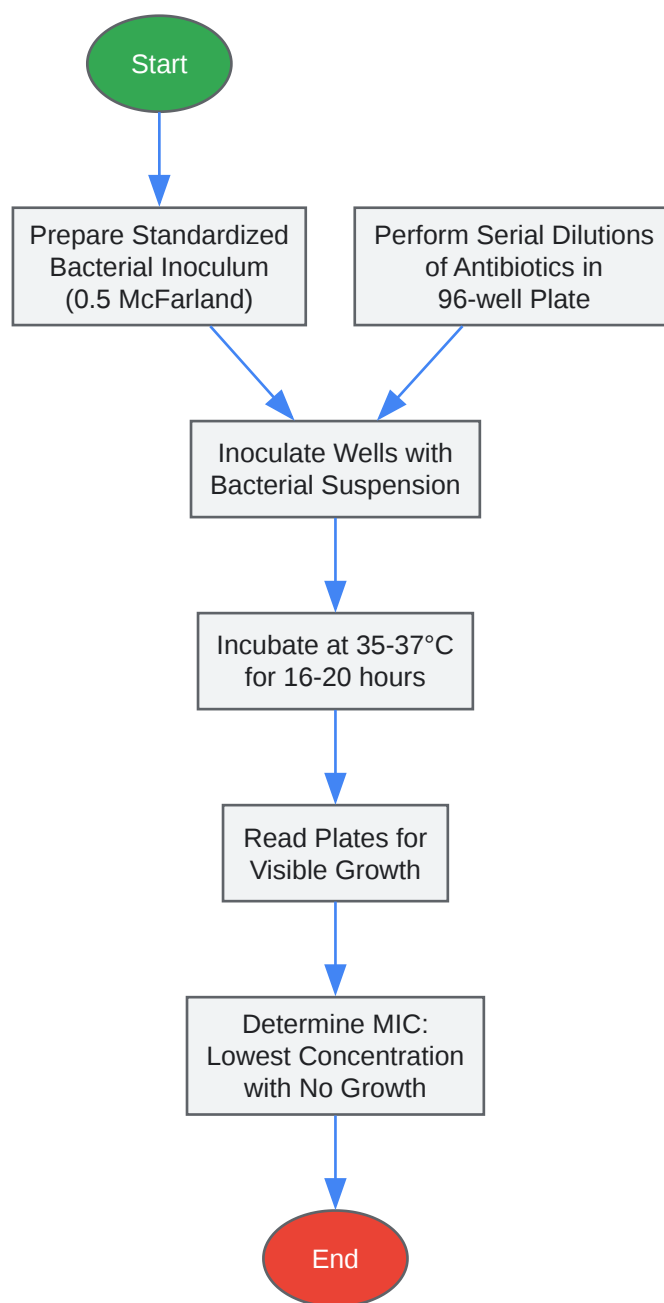 Start
Prepare Standardized
Bacterial Inoculum
(0.5 McFarland)
Perform Serial Dilutions
of Antibiotics in
96-well Plate
Inoculate Wells with
Bacterial Suspension
Incubate at 35-37°C
for 16-20 hours
Read Plates for
Visible Growth
Determine MIC:
Lowest Concentration
with No Growth
End